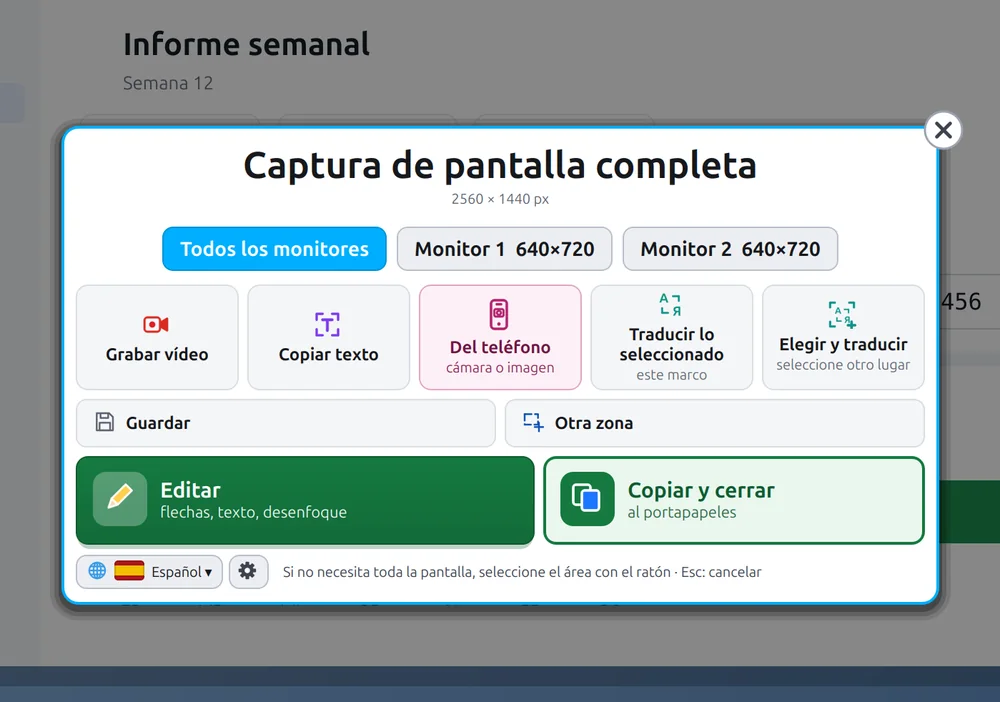 Informe semanal
Semana 12
Captura de pantalla completa
2560 × 1440 px
Todos los monitores
Monitor 1 640×720
Monitor 2 640×720
456
Grabar vídeo
Copiar texto
Del teléfono
cámara o imagen
Traducir lo
seleccionado
este marco
Elegir y traducir
seleccione otro lugar
Guardar
Otra zona
Editar
flechas, texto, desenfoque
Copiar y cerrar
al portapapeles
Español ▾
Si no necesita toda la pantalla, seleccione el área con el ratón · Esc: cancelar